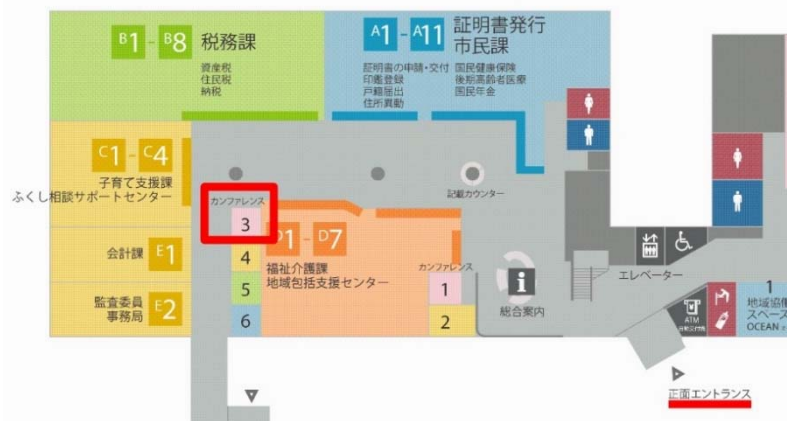 B1 - B8 税務課
資産税
住民税
納税
A1 - A11 証明書発行
市民課
証明書の申請・交付 国民健康保険
印鑑登録 後期高齢者医療
戸籍届出 国民年金
住所異動
C1 - C4
子育て支援課
ふくし相談サポートセンター
カンファレンス
3
4
5
6
記載カウンター
D1 - D7
福祉介護課
地域包括支援センター
会計課 E1
監査委員
事務局 E2
カンファレンス
1
2
i
総合案内
エレベーター
ATM
1
地域協働
スペース
OCEAN
正面エントランス